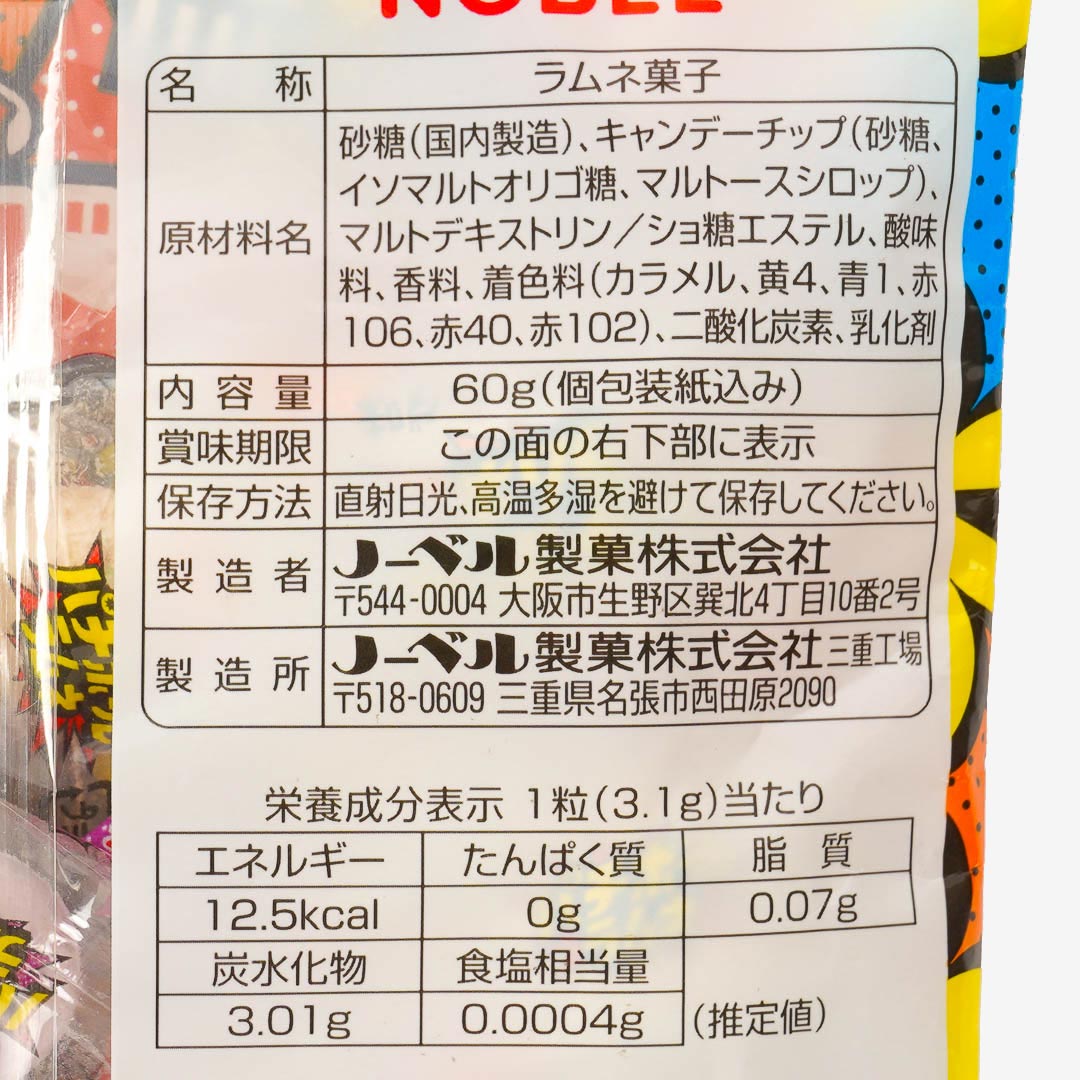 NOBEL
名称 ラムネ菓子
原材料名 砂糖(国内製造)、キャンデーチップ(砂糖、
イソマルトオリゴ糖、マルトースシロップ)、
マルトデキストリン/ショ糖エステル、酸味
料、香料、着色料(カラメル、黄4、青1、赤
106、赤40、赤102)、二酸化炭素、乳化剤
内容量 60g(個包装紙込み)
賞味期限 この面の右下部に表示
保存方法 直射日光、高温多湿を避けて保存してください。
製造者 ノーベル製菓株式会社
〒544-0004 大阪市生野区巽北4丁目10番2号
製造所 ノーベル製菓株式会社三重工場
〒518-0609 三重県名張市西田原2090
栄養成分表示 1粒(3.1g)当たり
エネルギー たんぱく質 脂質
12.5kcal 0g 0.07g
炭水化物 食塩相当量
3.01g 0.0004g (推定値)